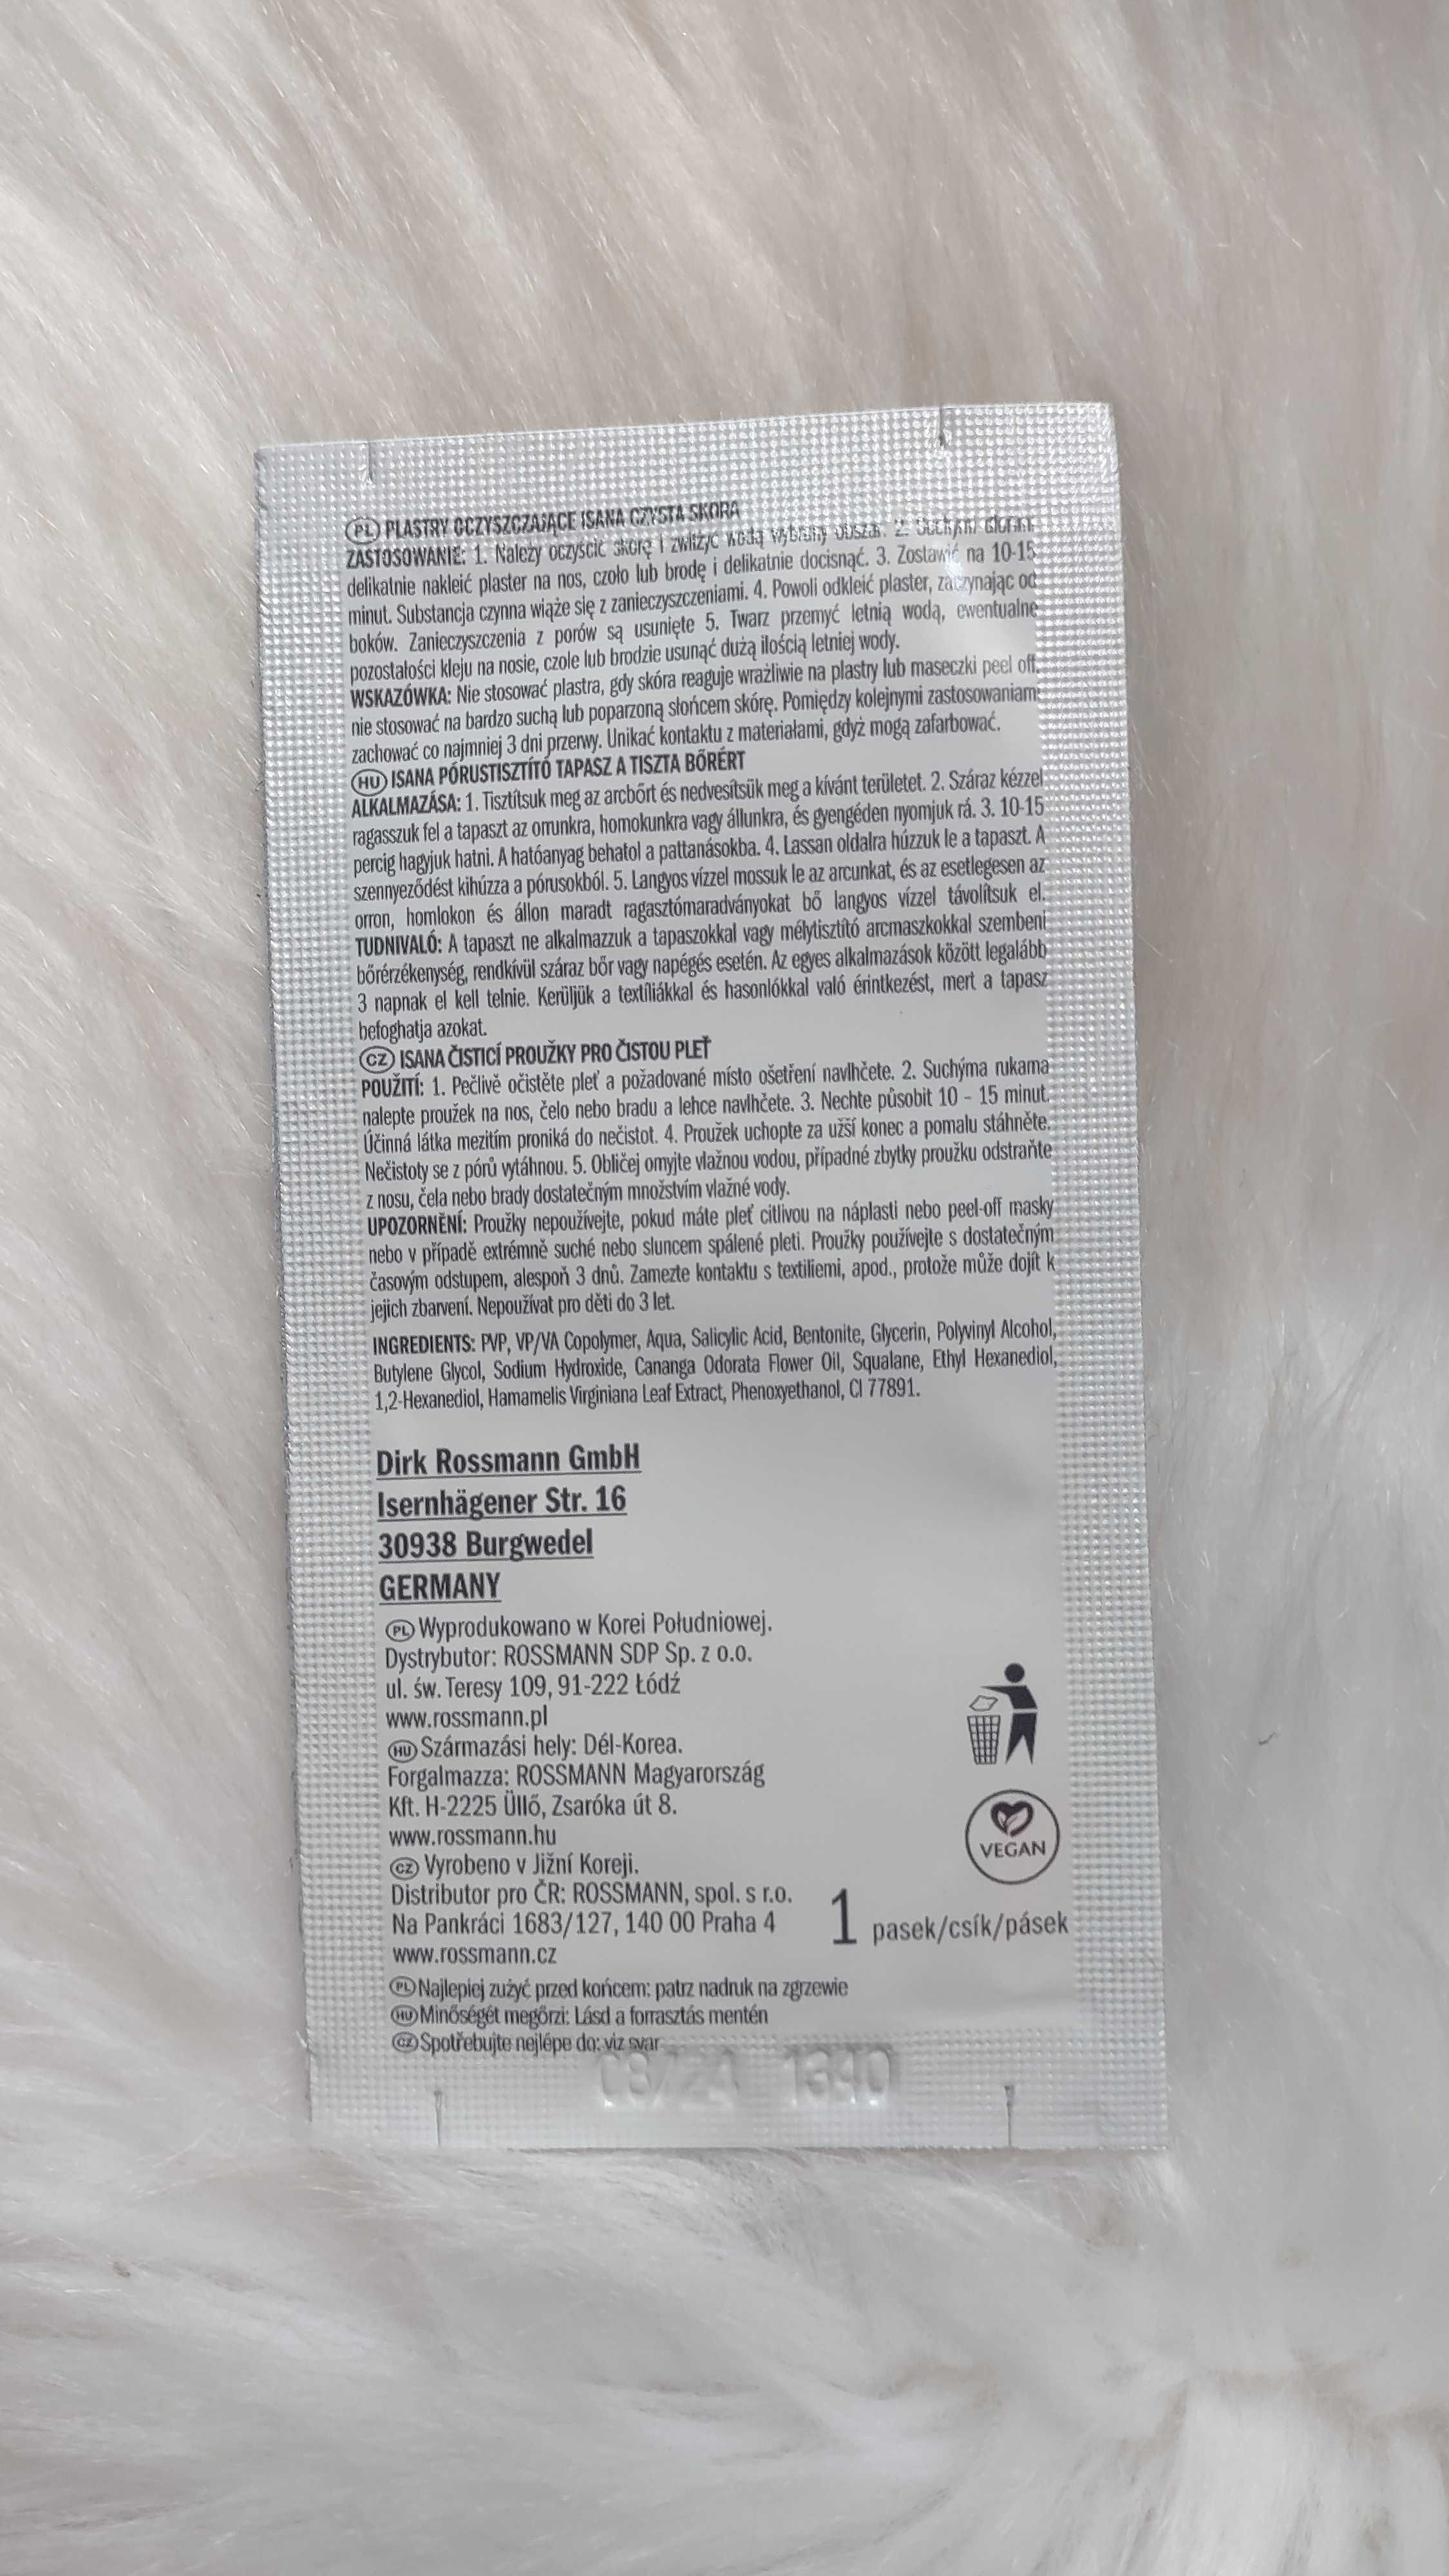 PL PLASTRY OCZYSZCZAJĄCE ISANA CZYSTA SKÓRA
ZASTOSOWANIE: 1. Należy oczyścić skórę i zwilżyć wodą wybrany obszar. 2. Suchymi dłońmi
delikatnie nakleić plaster na nos, czoło lub brodę i delikatnie docisnąć. 3. Zostawić na 10-15
minut. Substancja czynna wiąże się z zanieczyszczeniami. 4. Powoli odkleić plaster, zaczynając od
boków. Zanieczyszczenia z porów są usunięte 5. Twarz przemyć letnią wodą, ewentualne
pozostałości kleju na nosie, czole lub brodzie usunąć dużą ilością letniej wody.
WSKAZÓWKA: Nie stosować plastra, gdy skóra reaguje wrażliwie na plastry lub maseczki peel off,
nie stosować na bardzo suchą lub poparzoną słońcem skórę. Pomiędzy kolejnymi zastosowaniami
zachować co najmniej 3 dni przerwy. Unikać kontaktu z materiałami, gdyż mogą zafarbować.
HU ISANA PÓRUSTISZTÍTÓ TAPASZ A TISZTA BŐRÉRT
ALKALMAZÁSA: 1. Tisztítsuk meg az arcbőrt és nedvesítsük meg a kívánt területet. 2. Száraz kézzel
ragasszuk fel a tapaszt az orrunkra, homokunkra vagy állunkra, és gyengéden nyomjuk rá. 3. 10-15
percig hagyjuk hatni. A hatóanyag behatol a pattanásokba. 4. Lassan oldalra húzzuk le a tapaszt. A
szennyeződést kihúzza a pórusokból. 5. Langyos vízzel mossuk le az arcunkat, és az esetlegesen az
orron, homlokon és állon maradt ragasztómaradványokat bő langyos vízzel távolítsuk el.
TUDNIVALÓ: A tapaszt ne alkalmazzuk a tapaszokkal vagy mélytisztító arcmaszkokkal szembeni
bőrérzékenység, rendkívül száraz bőr vagy napégés esetén. Az egyes alkalmazások között legalább
3 napnak el kell telnie. Kerüljük a textíliákkal és hasonlókkal való érintkezést, mert a tapasz
befoghatja azokat.
CZ ISANA ČISTICÍ PROUŽKY PRO ČISTOU PLEŤ
POUŽITÍ: 1. Pečlivě očistěte pleť a požadované místo ošetření navlhčete. 2. Suchýma rukama
nalepte proužek na nos, čelo nebo bradu a lehce navlhčete. 3. Nechte působit 10 – 15 minut.
Účinná látka mezitím proniká do nečistot. 4. Proužek uchopte za užší konec a pomalu stáhněte.
Nečistoty se z pórů vytáhnou. 5. Obličej omyjte vlažnou vodou, případné zbytky proužku odstraňte
z nosu, čela nebo brady dostatečným množstvím vlažné vody.
UPOZORNĚNÍ: Proužky nepoužívejte, pokud máte pleť citlivou na náplasti nebo peel-off masky
nebo v případě extrémně suché nebo sluncem spálené pleti. Proužky používejte s dostatečným
časovým odstupem, alespoň 3 dnů. Zamezte kontaktu s textiliemi, apod., protože může dojít k
jejich zbarvení. Nepoužívat pro děti do 3 let.
INGREDIENTS: PVP, VP/VA Copolymer, Aqua, Salicylic Acid, Bentonite, Glycerin, Polyvinyl Alcohol,
Butylene Glycol, Sodium Hydroxide, Cananga Odorata Flower Oil, Squalane, Ethyl Hexanediol,
1,2-Hexanediol, Hamamelis Virginiana Leaf Extract, Phenoxyethanol, CI 77891.
Dirk Rossmann GmbH
Isernhägener Str. 16
30938 Burgwedel
GERMANY
PL Wyprodukowano w Korei Południowej.
Dystrybutor: ROSSMANN SDP Sp. z o.o.
ul. św. Teresy 109, 91-222 Łódź
www.rossmann.pl
HU Származási hely: Dél-Korea.
Forgalmazza: ROSSMANN Magyarország
Kft. H-2225 Üllő, Zsaróka út 8.
www.rossmann.hu
CZ Vyrobeno v Jižní Koreji.
Distributor pro ČR: ROSSMANN, spol. s r.o.
Na Pankráci 1683/127, 140 00 Praha 4
www.rossmann.cz
VEGAN
1 pasek/csík/pásek
PL Najlepiej zużyć przed końcem: patrz nadruk na zgrzewie
HU Minőségét megőrzi: Lásd a forrasztás mentén
CZ Spotřebujte nejlépe do: viz svar